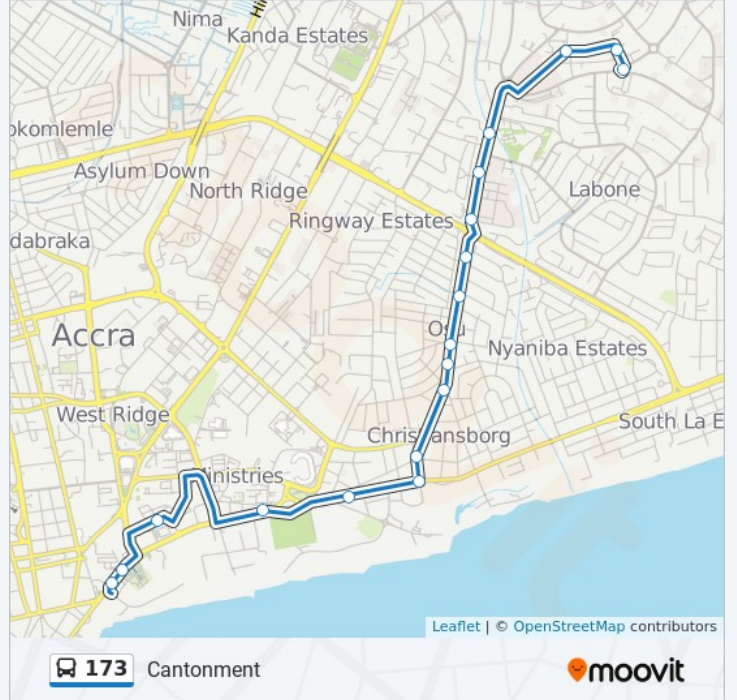 Nima
Kanda Estates
okomlemle
Asylum Down
North Ridge
Labone
Ringway Estates
dabraka
Accra
Osu
Nyaniba Estates
West Ridge
South La E
Christiansborg
Ministries
Leaflet | © OpenStreetMap contributors
173 Cantonment
moovit